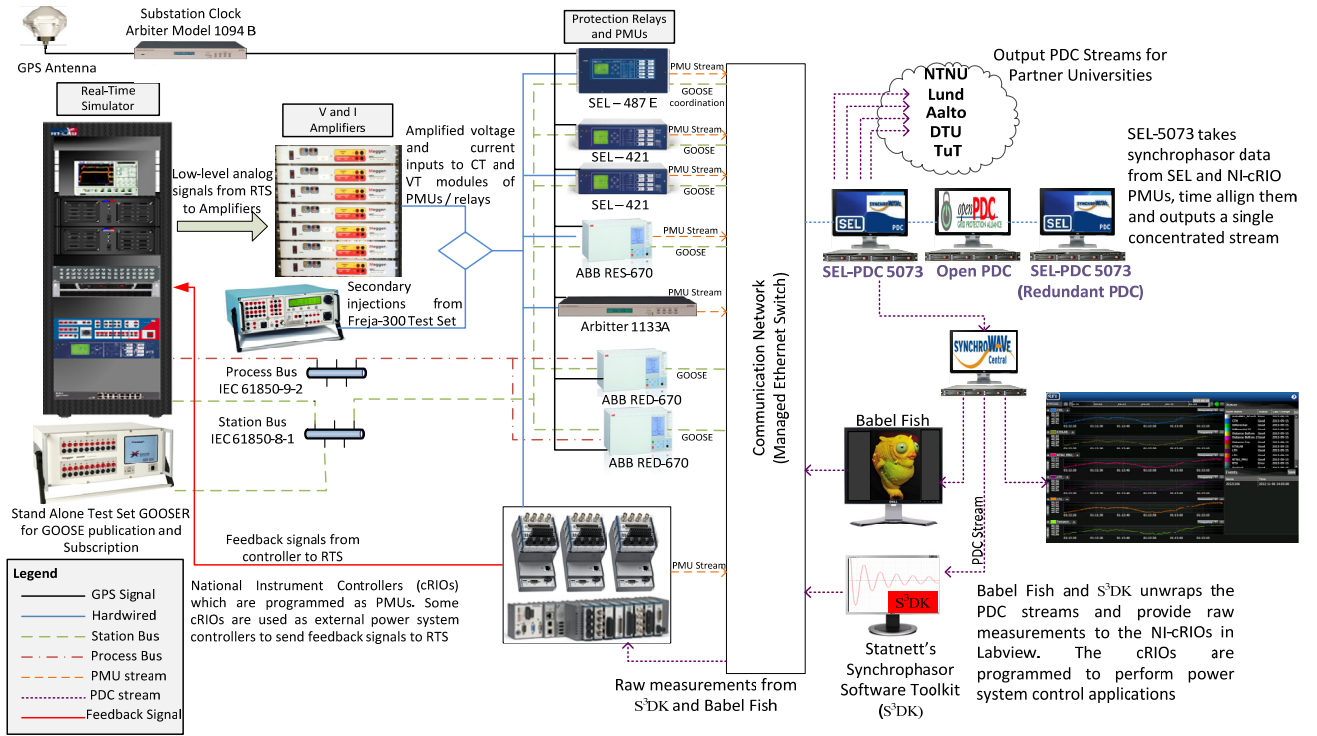 Substation Clock
Arbiter Model 1094 B
GPS Antenna
Real-Time
Simulator
V and I
Amplifiers
Protection Relays
and PMUs
Low-level analog
signals from RTS
to Amplifiers
Amplified voltage
and current
inputs to CT and
VT modules of
PMUs / relays
Secondary
injections from
Freja-300 Test Set
PMU Stream
GOOSE
coordination
SEL-487 E
PMU Stream
GOOSE
SEL-421
PMU Stream
GOOSE
SEL-421
PMU Stream
GOOSE
ABB RES-670
PMU Stream
Arbitter 1133A
GOOSE
ABB RED-670
GOOSE
ABB RED-670
Process Bus
IEC 61850-9-2
Station Bus
IEC 61850-8-1
Stand Alone Test Set GOOSER
for GOOSE publication and
Subscription
Feedback signals from
controller to RTS
National Instrument Controllers (cRIOs)
which are programmed as PMUs. Some
cRIOs are used as external power system
controllers to send feedback signals to RTS
PMU Stream
Legend
GPS Signal
Hardwired
Station Bus
Process Bus
PMU stream
PDC stream
Feedback Signal
Communication Network
(Managed Ethernet Switch)
Raw measurements from
S³DK and Babel Fish
Output PDC Streams for
Partner Universities
NTNU
Lund
Aalto
DTU
TuT
SEL-5073 takes
synchrophasor data
from SEL and NI-cRIO
PMUs, time allign them
and outputs a single
concentrated stream
SEL
SYNCHROWAVE
PDC
openPDC
GRID PROTECTION ALLIANCE
SEL
SYNCHROWAVE
PDC
SEL-PDC 5073
Open PDC
SEL-PDC 5073
(Redundant PDC)
SYNCHROWAVE
Central
Babel Fish
PDC Stream
S³DK
Statnett's
Synchrophasor
Software Toolkit
(S³DK)
Babel Fish and S³DK unwraps the
PDC streams and provide raw
measurements to the NI-cRIOs in
Labview. The cRIOs are
programmed to perform power
system control applications